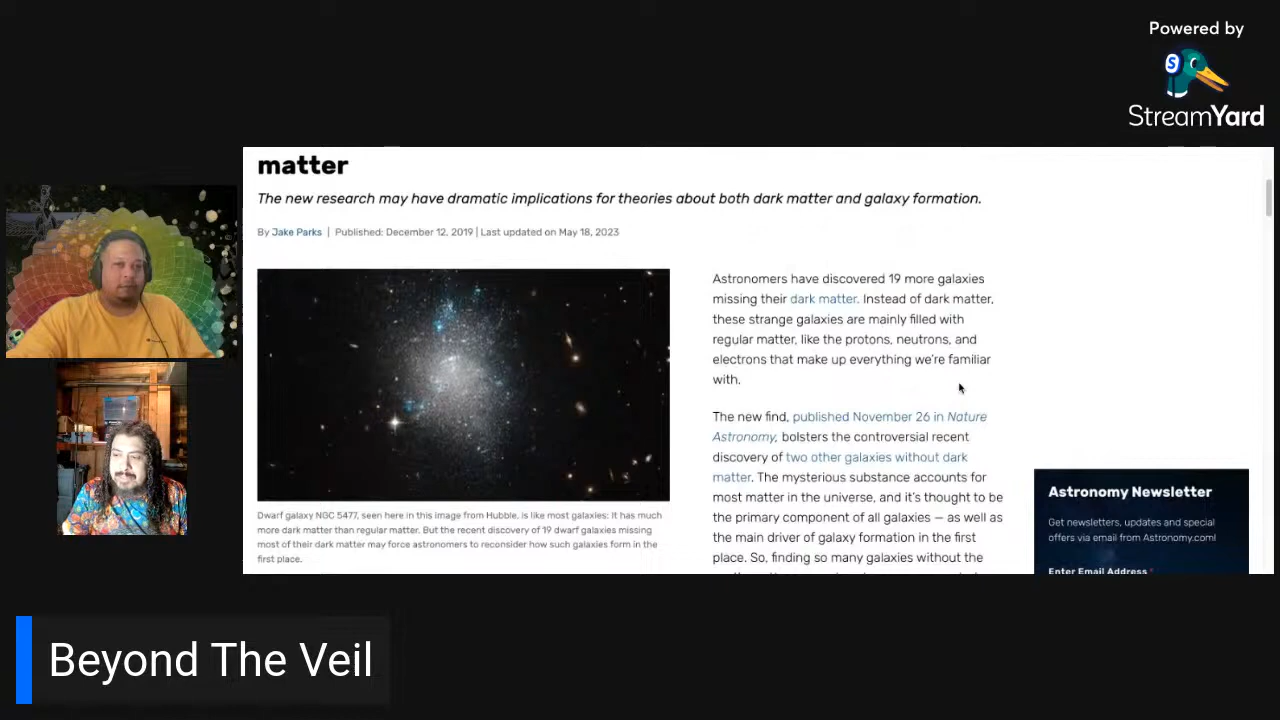 Powered by
StreamYard
matter
The new research may have dramatic implications for theories about both dark matter and galaxy formation.
By Jake Parks | Published: December 12, 2019 | Last updated on May 18, 2023
Astronomers have discovered 19 more galaxies
missing their dark matter. Instead of dark matter,
these strange galaxies are mainly filled with
regular matter, like the protons, neutrons, and
electrons that make up everything we're familiar
with.
The new find, published November 26 in Nature
Astronomy, bolsters the controversial recent
discovery of two other galaxies without dark
matter. The mysterious substance accounts for
most matter in the universe, and it's thought to be
the primary component of all galaxies — as well as
the main driver of galaxy formation in the first
place. So, finding so many galaxies without the
Dwarf galaxy NGC 5477, seen here in this image from Hubble, is like most galaxies: It has much
more dark matter than regular matter. But the recent discovery of 19 dwarf galaxies missing
most of their dark matter may force astronomers to reconsider how such galaxies form in the
first place.
Astronomy Newsletter
Get newsletters, updates and special
offers via email from Astronomy.com!
Enter Email Address *
Beyond The Veil